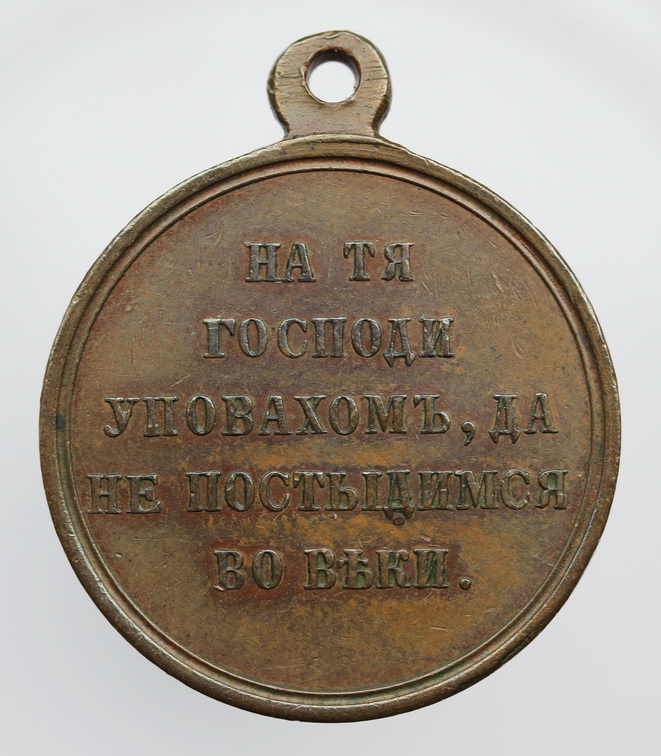 НА ТЯ
ГОСПОДИ
УПОВАХОМЪ, ДА
НЕ ПОСТЫДИМСЯ
ВО ВѢКИ.